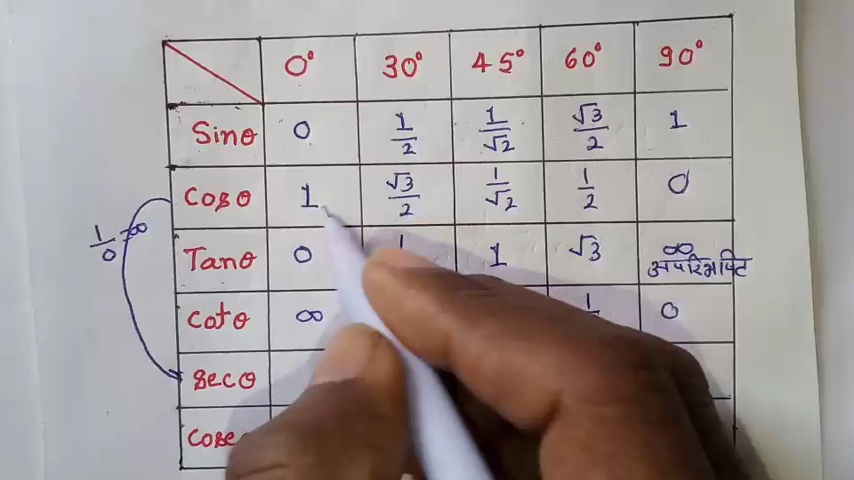 0° 30° 45° 60° 90°
Sinθ 0 1/2 1/√2 √3/2 1
Cosθ 1 √3/2 1/√2 1/2 0
1/0 = ∞
Tanθ 0 1 √3 ∞
अपरिभाषित
Cotθ ∞ 0
Secθ